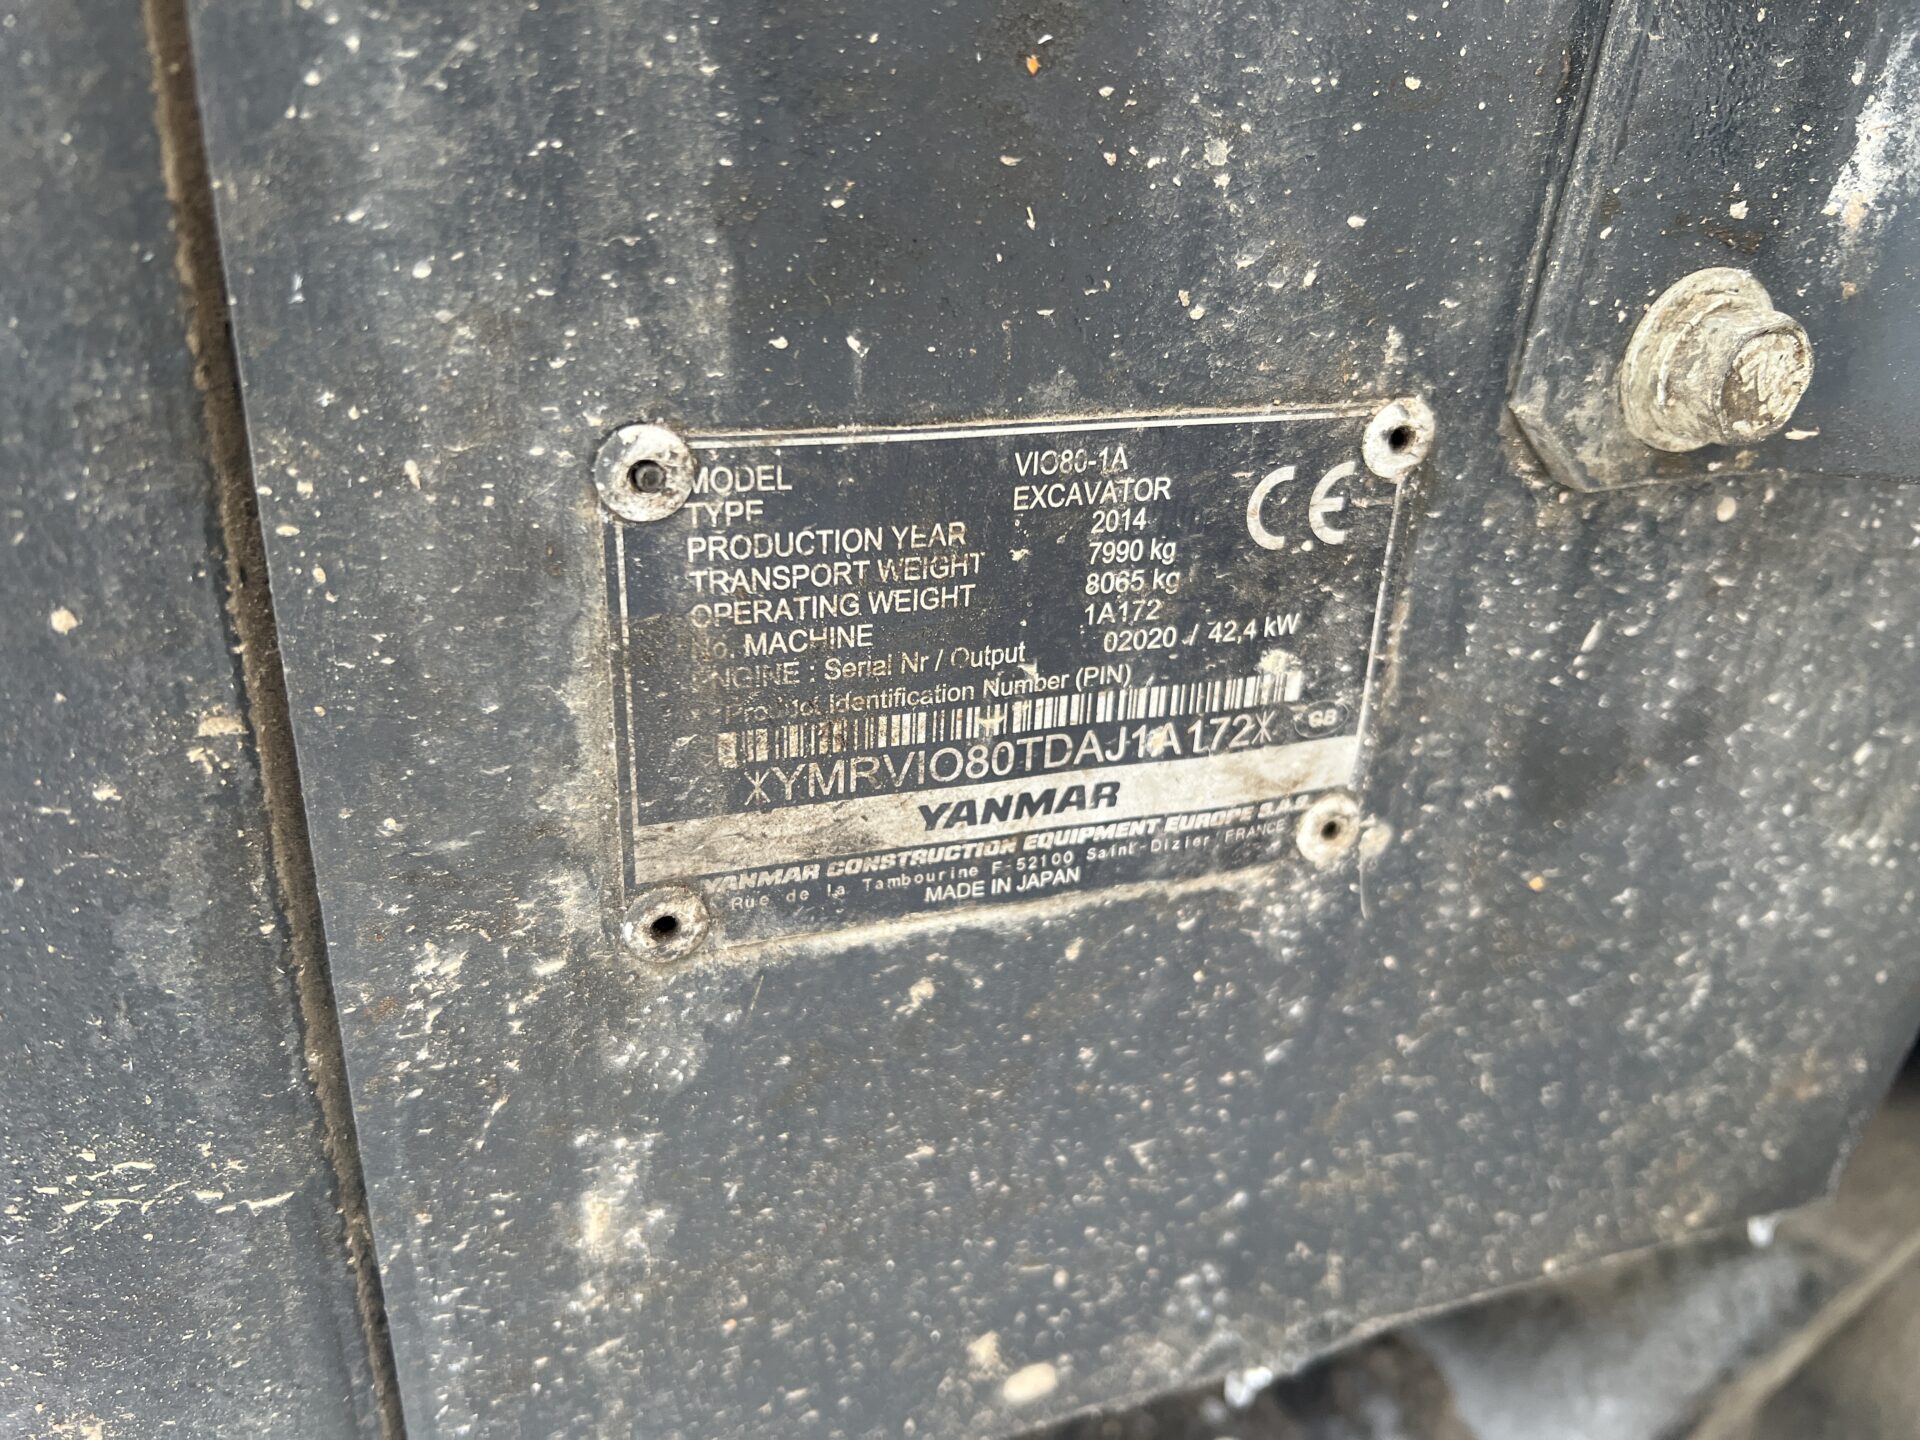 MODEL VIO80-1A
TYPE EXCAVATOR
PRODUCTION YEAR : 2014
TRANSPORT WEIGHT 7990 kg
OPERATING WEIGHT 8065 kg
No. MACHINE 1A172
ENGINE : Serial Nr / Output 02020 / 42,4 kW
Product Identification Number (PIN)
*YMRVIO80TDAJ1A172*
CE
YANMAR
YANMAR CONSTRUCTION EQUIPMENT EUROPE S.A.S
Rue de la Tambourine F-52100 Saint-Dizier/FRANCE
MADE IN JAPAN